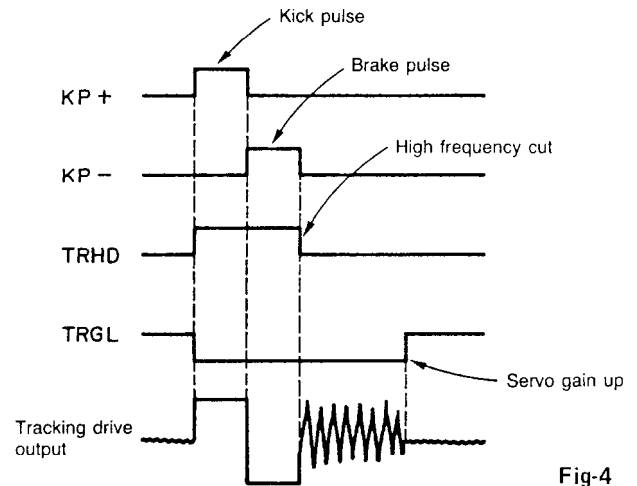 Kick pulse
KP+
Brake pulse
High frequency cut
KP-
TRHD
TRGL
Servo gain up
Tracking drive
output
Fig-4